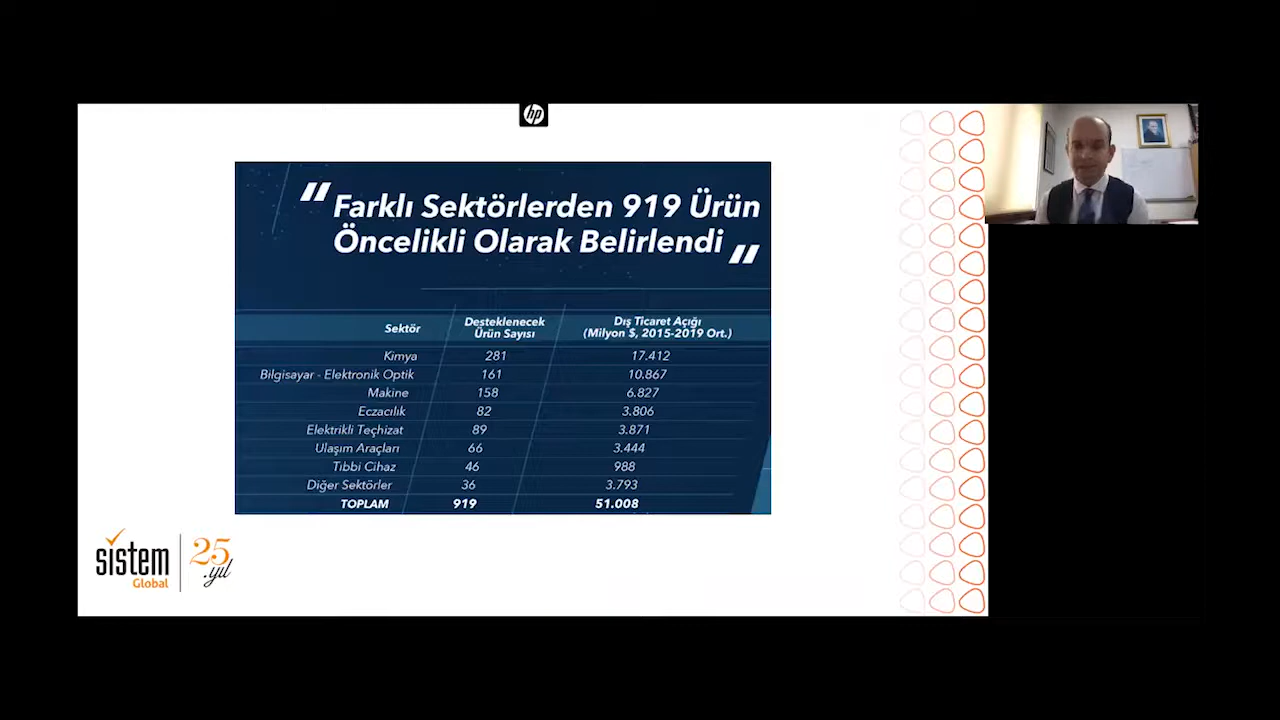 hp
“Farklı Sektörlerden 919 Ürün
Öncelikli Olarak Belirlendi”
Sektör Desteklenecek Ürün Sayısı Dış Ticaret Açığı (Milyon $, 2015-2019 Ort.)
Kimya 281 17.412
Bilgisayar - Elektronik Optik 161 10.867
Makine 158 6.827
Eczacılık 82 3.806
Elektrikli Teçhizat 89 3.871
Ulaşım Araçları 66 3.444
Tıbbi Cihaz 46 988
Diğer Sektörler 36 3.793
TOPLAM 919 51.008
sistem
Global
25
.yıl